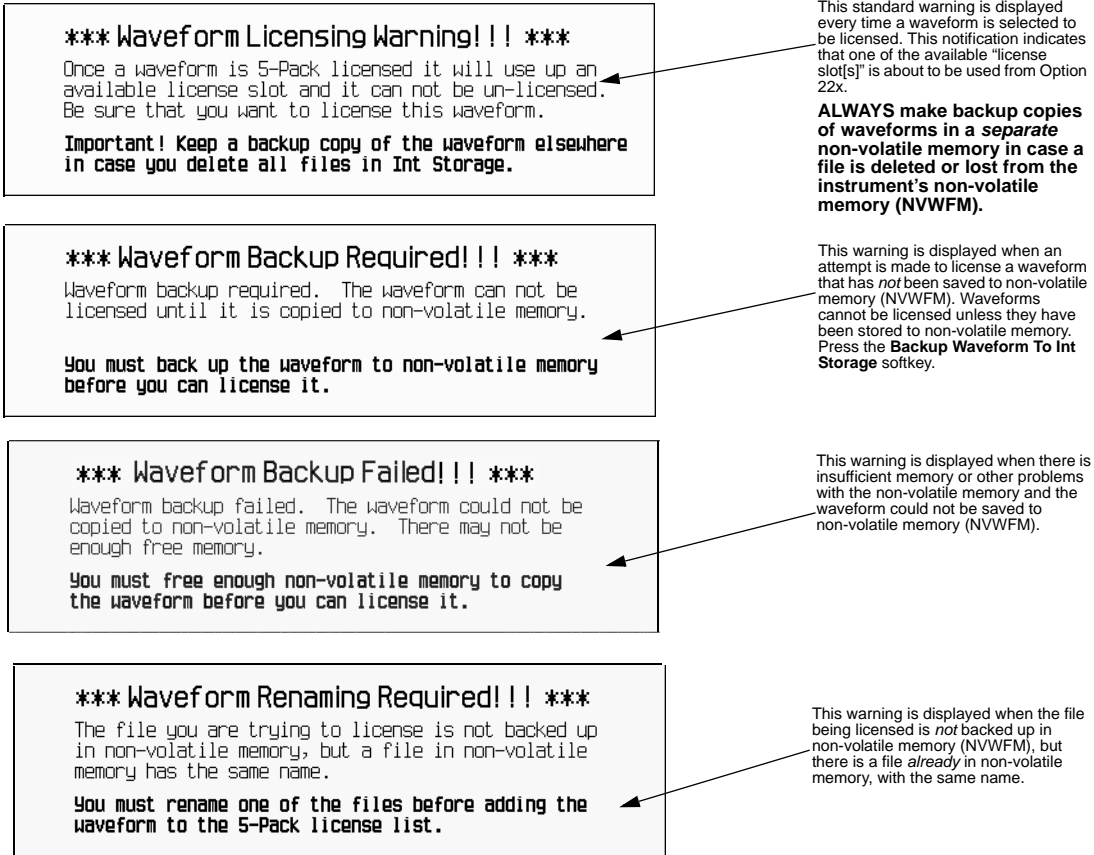 *** Waveform Licensing Warning!!! ***
Once a waveform is 5-Pack licensed it will use up an
available license slot and it can not be un-licensed.
Be sure that you want to license this waveform.
Important! Keep a backup copy of the waveform elsewhere
in case you delete all files in Int Storage.
This standard warning is displayed
every time a waveform is selected to
be licensed. This notification indicates
that one of the available “license
slot[s]” is about to be used from Option
22x.
ALWAYS make backup copies
of waveforms in a separate
non-volatile memory in case a
file is deleted or lost from the
instrument’s non-volatile
memory (NVWFM).
*** Waveform Backup Required!!! ***
Waveform backup required. The waveform can not be
licensed until it is copied to non-volatile memory.
You must back up the waveform to non-volatile memory
before you can license it.
This warning is displayed when an
attempt is made to license a waveform
that has not been saved to non-volatile
memory (NVWFM). Waveforms
cannot be licensed unless they have
been stored to non-volatile memory.
Press the Backup Waveform To Int
Storage softkey.
*** Waveform Backup Failed!!! ***
Waveform backup failed. The waveform could not be
copied to non-volatile memory. There may not be
enough free memory.
You must free enough non-volatile memory to copy
the waveform before you can license it.
This warning is displayed when there is
insufficient memory or other problems
with the non-volatile memory and the
waveform could not be saved to
non-volatile memory (NVWFM).
*** Waveform Renaming Required!!! ***
The file you are trying to license is not backed up
in non-volatile memory, but a file in non-volatile
memory has the same name.
You must rename one of the files before adding the
waveform to the 5-Pack license list.
This warning is displayed when the file
being licensed is not backed up in
non-volatile memory (NVWFM), but
there is a file already in non-volatile
memory, with the same name.